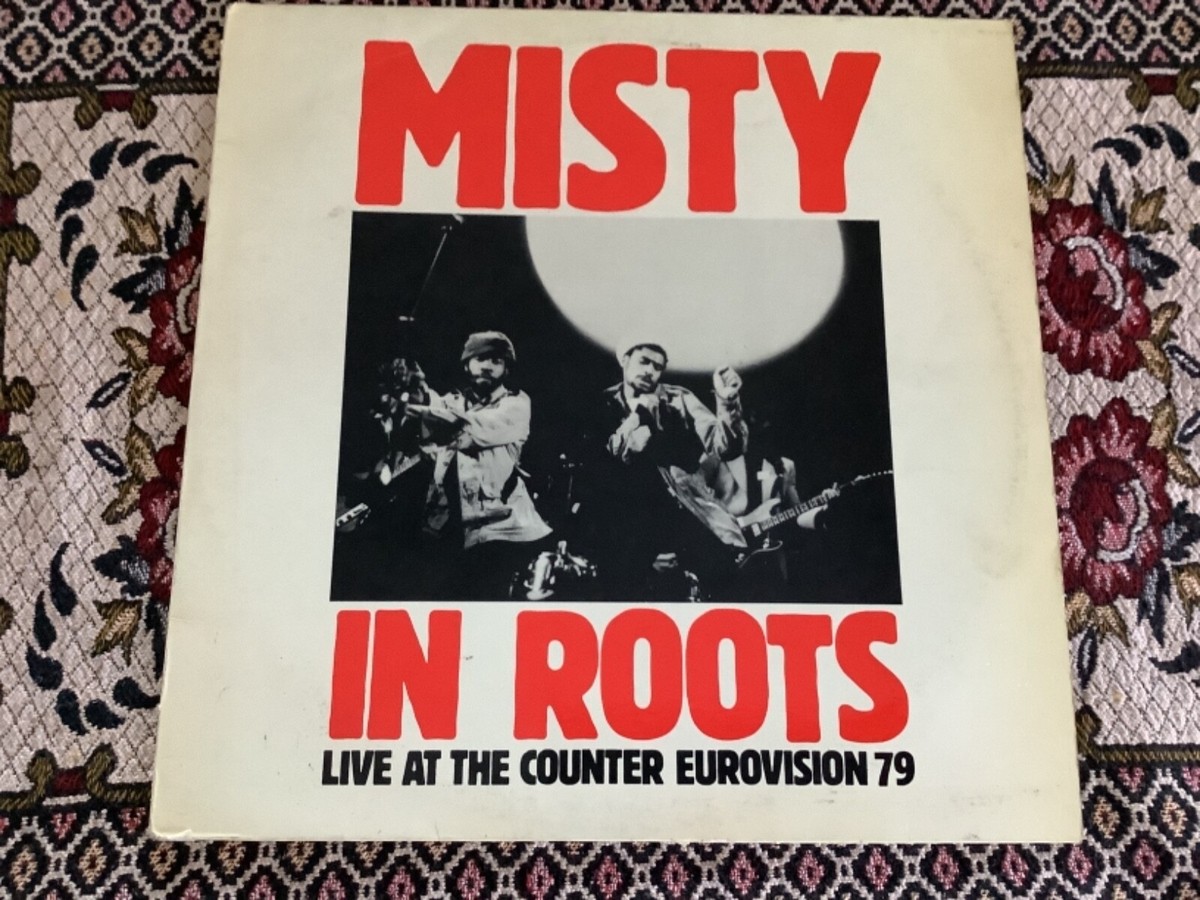 MISTY
IN ROOTS
LIVE AT THE COUNTER EUROVISION 79